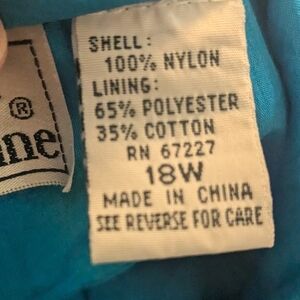 SHELL:
100% NYLON
LINING:
65% POLYESTER
35% COTTON
RN 67227
18W
MADE IN CHINA
SEE REVERSE FOR CARE
®